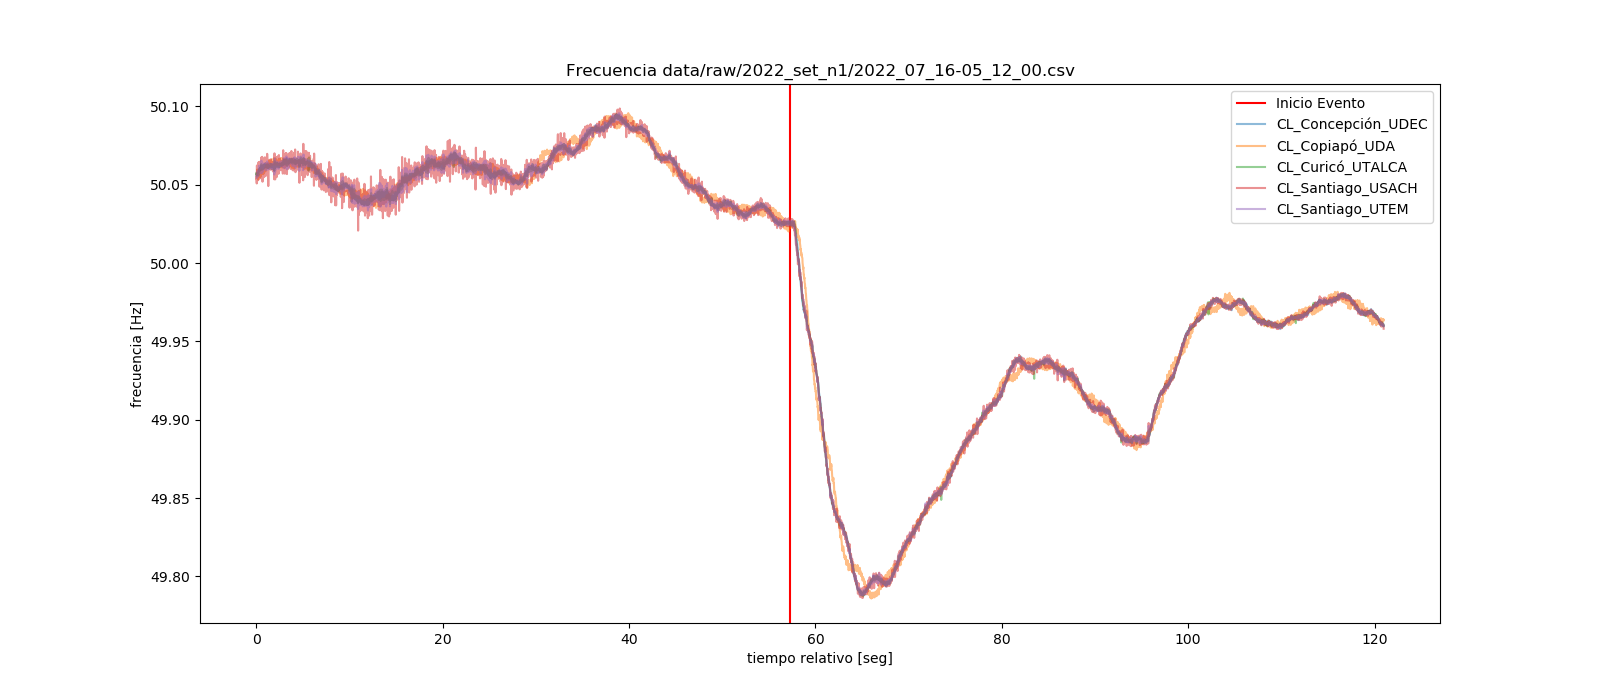 Frecuencia data/raw/2022_set_n1/2022_07_16-05_12_00.csv
50.10
50.05
50.00
49.95
49.90
49.85
49.80
frecuencia [Hz]
Inicio Evento
CL_Concepción_UDEC
CL_Copiapó_UDA
CL_Curicó_UTALCA
CL_Santiago_USACH
CL_Santiago_UTEM
0 20 40 60 80 100 120
tiempo relativo [seg]